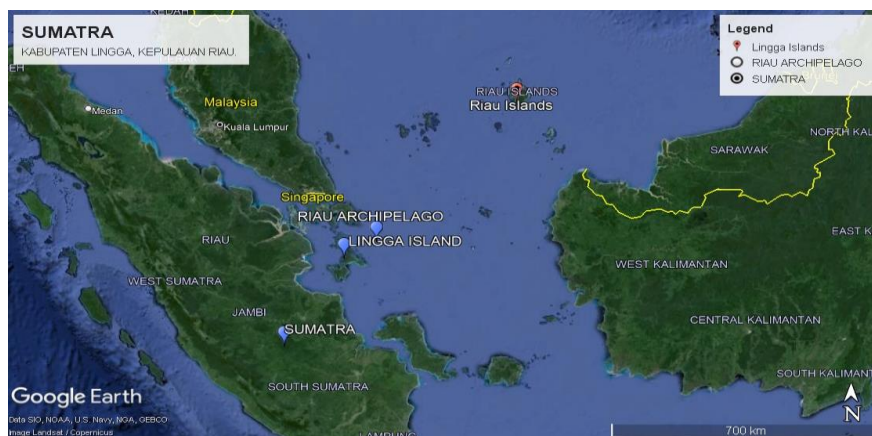 SUMATRA
KABUPATEN LINGGA, KEPULAUAN RIAU.
KEDAH
Legend
Lingga Islands
RIAU ARCHIPELAGO
SUMATRA
RIAU ISLANDS
Riau Islands
Malaysia
Medan
Kuala Lumpur
NORTH KAL
SARAWAK
Singapore
RIAU ARCHIPELAGO
LINGGA ISLAND
RIAU
EAST K
WEST KALIMANTAN
WEST SUMATRA
JAMBI
SUMATRA
CENTRAL KALIMANTAN
SOUTH SUMATRA
SOUTH KALIMANT
Google Earth
Data SIO, NOAA, U.S. Navy, NGA, GEBCO
Image Landsat / Copernicus
LAMPUNG
700 km
N